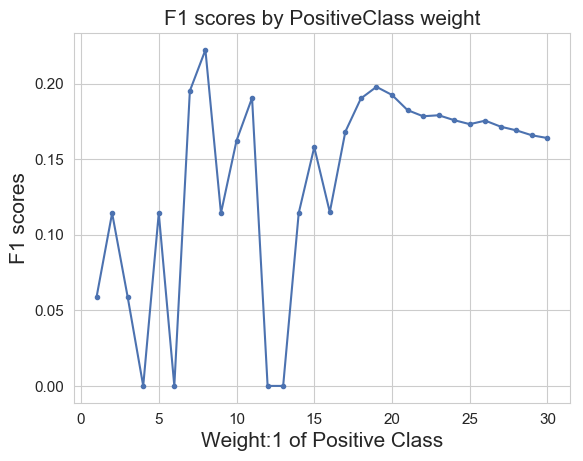 F1 scores by PositiveClass weight
F1 scores
0.20
0.15
0.10
0.05
0.00
0 5 10 15 20 25 30
Weight:1 of Positive Class